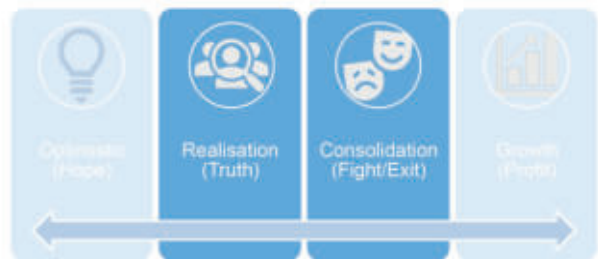 Optimistic
(Hope)
Realisation
(Truth)
Consolidation
(Fight/Exit)
Growth
(Profit)